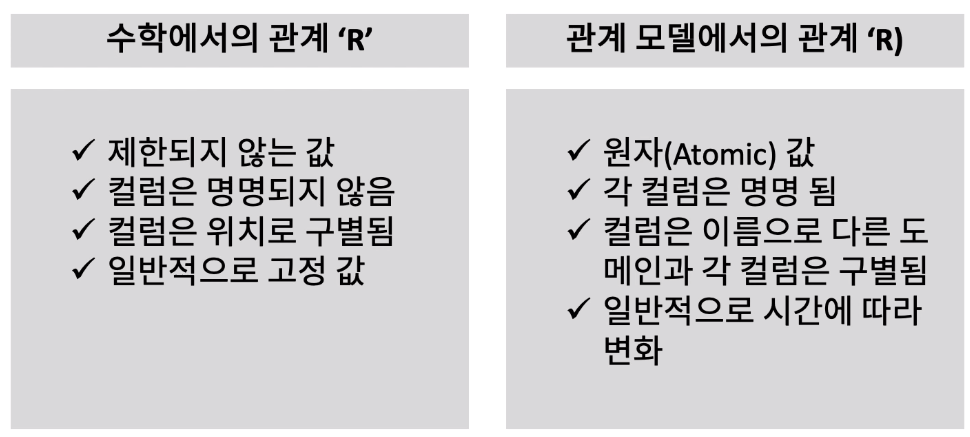 수학에서의 관계 ‘R’
✓ 제한되지 않는 값
✓ 컬럼은 명명되지 않음
✓ 컬럼은 위치로 구별됨
✓ 일반적으로 고정 값
관계 모델에서의 관계 ‘R)
✓ 원자(Atomic) 값
✓ 각 컬럼은 명명 됨
✓ 컬럼은 이름으로 다른 도
메인과 각 컬럼은 구별됨
✓ 일반적으로 시간에 따라
변화